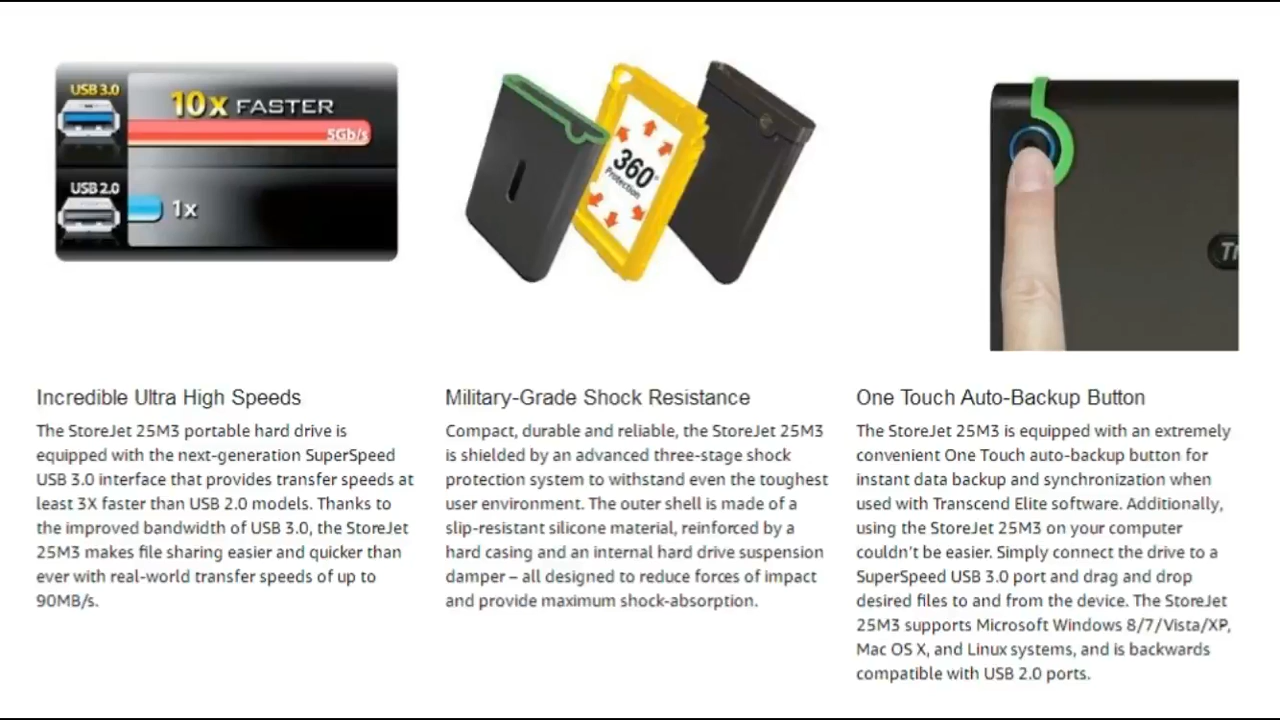 USB 3.0
10x FASTER
5Gb/s
USB 2.0
1x
360°
Protection
Incredible Ultra High Speeds
The StoreJet 25M3 portable hard drive is
equipped with the next-generation SuperSpeed
USB 3.0 interface that provides transfer speeds at
least 3X faster than USB 2.0 models. Thanks to
the improved bandwidth of USB 3.0, the StoreJet
25M3 makes file sharing easier and quicker than
ever with real-world transfer speeds of up to
90MB/s.
Military-Grade Shock Resistance
Compact, durable and reliable, the StoreJet 25M3
is shielded by an advanced three-stage shock
protection system to withstand even the toughest
user environment. The outer shell is made of a
slip-resistant silicone material, reinforced by a
hard casing and an internal hard drive suspension
damper – all designed to reduce forces of impact
and provide maximum shock-absorption.
One Touch Auto-Backup Button
The StoreJet 25M3 is equipped with an extremely
convenient One Touch auto-backup button for
instant data backup and synchronization when
used with Transcend Elite software. Additionally,
using the StoreJet 25M3 on your computer
couldn't be easier. Simply connect the drive to a
SuperSpeed USB 3.0 port and drag and drop
desired files to and from the device. The StoreJet
25M3 supports Microsoft Windows 8/7/Vista/XP,
Mac OS X, and Linux systems, and is backwards
compatible with USB 2.0 ports.